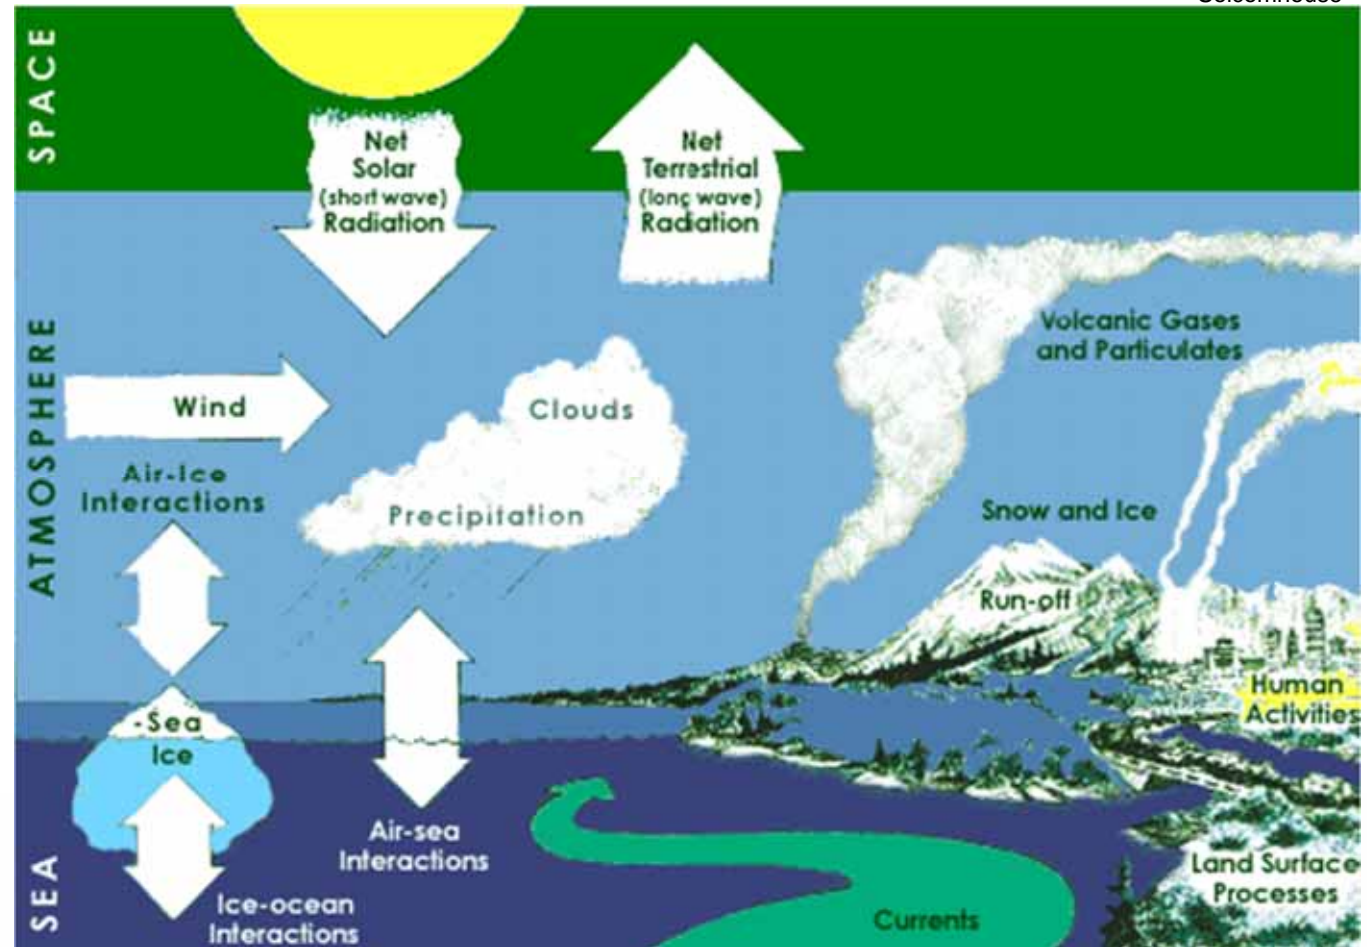 SPACE
Net
Solar
(short wave)
Radiation
Net
Terrestrial
(long wave)
Radiation
ATMOSPHERE
Volcanic Gases
and Particulates
Wind
Clouds
Air-Ice
Interactions
Precipitation
Snow and Ice
Run-off
Human
Activities
-Sea
Ice
Air-sea
Interactions
Land Surface
Processes
SEA
Ice-ocean
Interactions
Currents